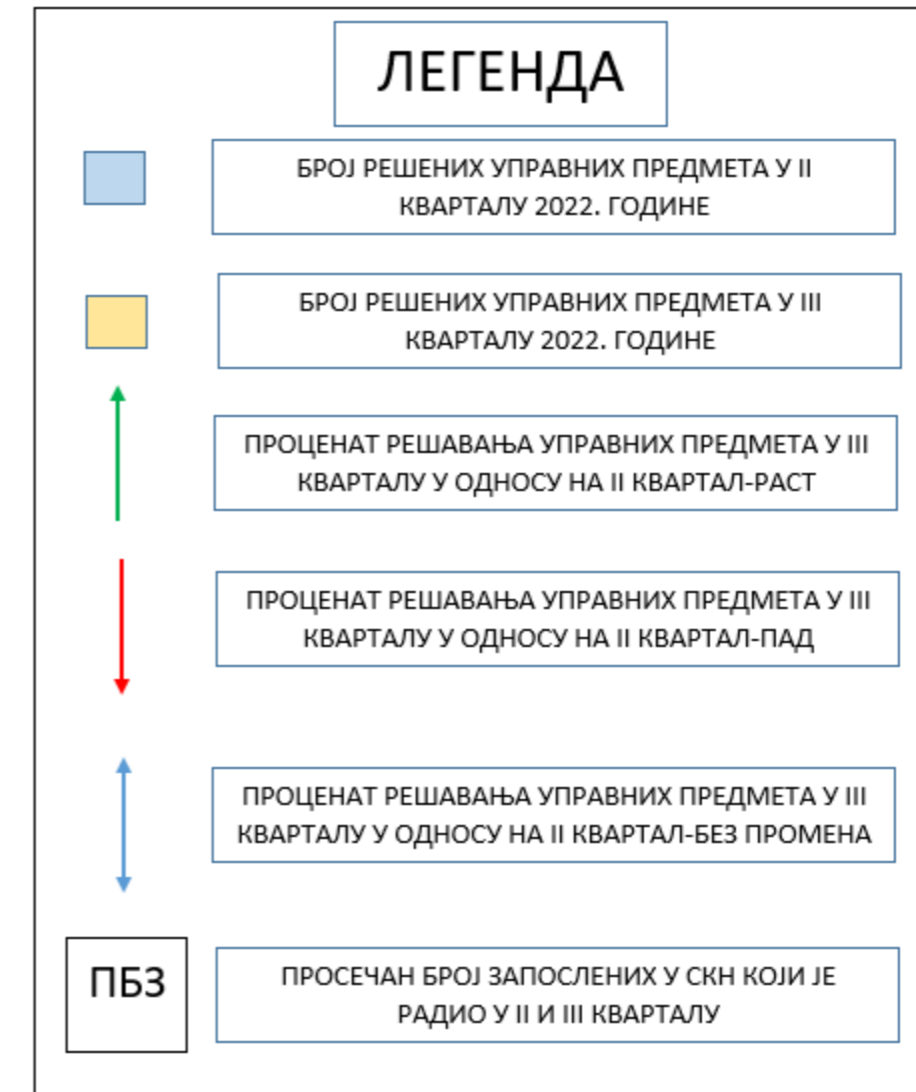 ЛЕГЕНДА
БРОЈ РЕШЕНИХ УПРАВНИХ ПРЕДМЕТА У II
КВАРТАЛУ 2022. ГОДИНЕ
БРОЈ РЕШЕНИХ УПРАВНИХ ПРЕДМЕТА У III
КВАРТАЛУ 2022. ГОДИНЕ
ПРОЦЕНАТ РЕШАВАЊА УПРАВНИХ ПРЕДМЕТА У III
КВАРТАЛУ У ОДНОСУ НА II КВАРТАЛ-РАСТ
ПРОЦЕНАТ РЕШАВАЊА УПРАВНИХ ПРЕДМЕТА У III
КВАРТАЛУ У ОДНОСУ НА II КВАРТАЛ-ПАД
ПРОЦЕНАТ РЕШАВАЊА УПРАВНИХ ПРЕДМЕТА У III
КВАРТАЛУ У ОДНОСУ НА II КВАРТАЛ-БЕЗ ПРОМЕНА
ПБЗ
ПРОСЕЧАН БРОЈ ЗАПОСЛЕНИХ У СКН КОЈИ ЈЕ
РАДИО У II И III КВАРТАЛУ